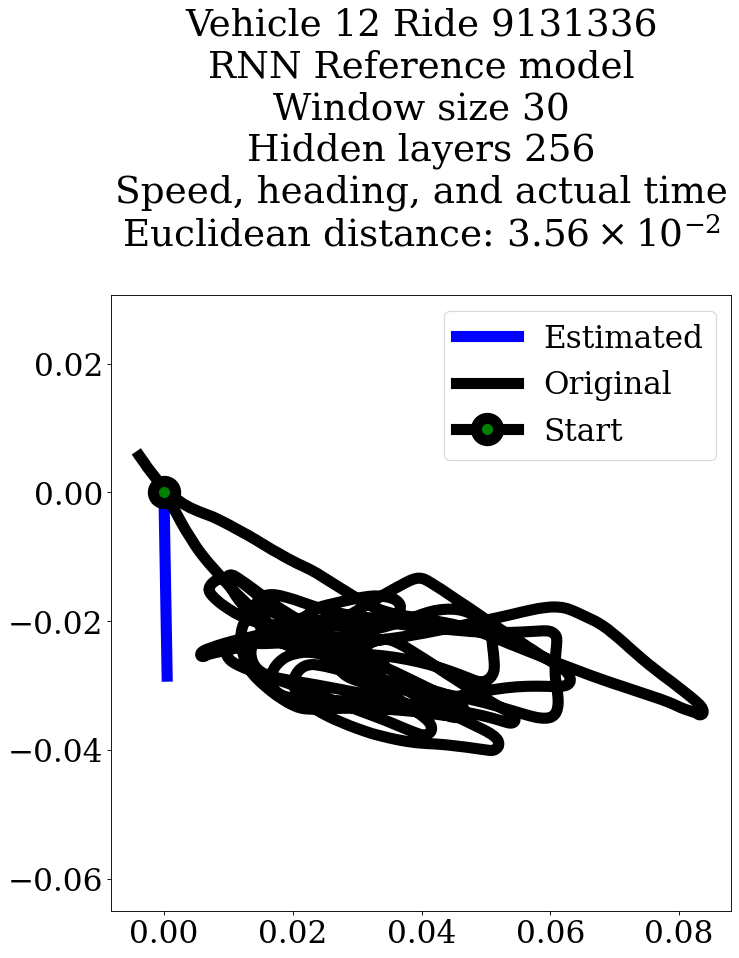 Vehicle 12 Ride 9131336
RNN Reference model
Window size 30
Hidden layers 256
Speed, heading, and actual time
Euclidean distance: 3.56 × 10⁻²
Estimated
Original
Start
0.02
0.00
−0.02
−0.04
−0.06
0.00 0.02 0.04 0.06 0.08